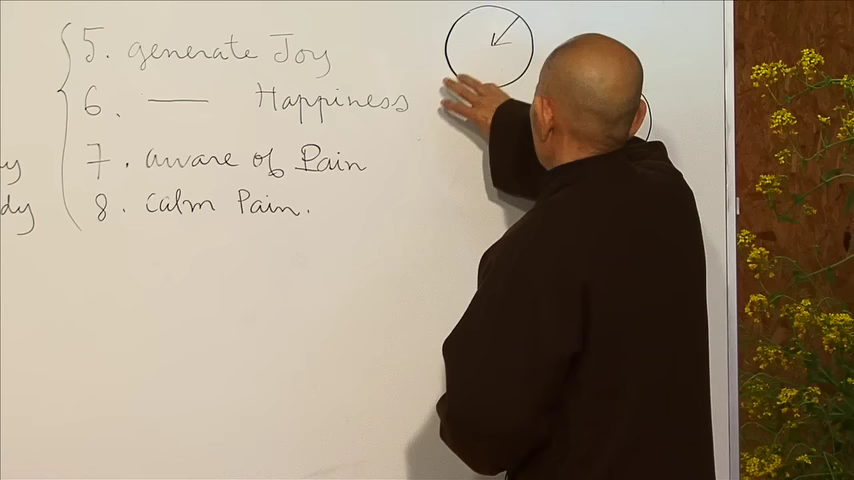 5. generate Joy
6. —— Happiness
7. aware of Pain
8. calm Pain.